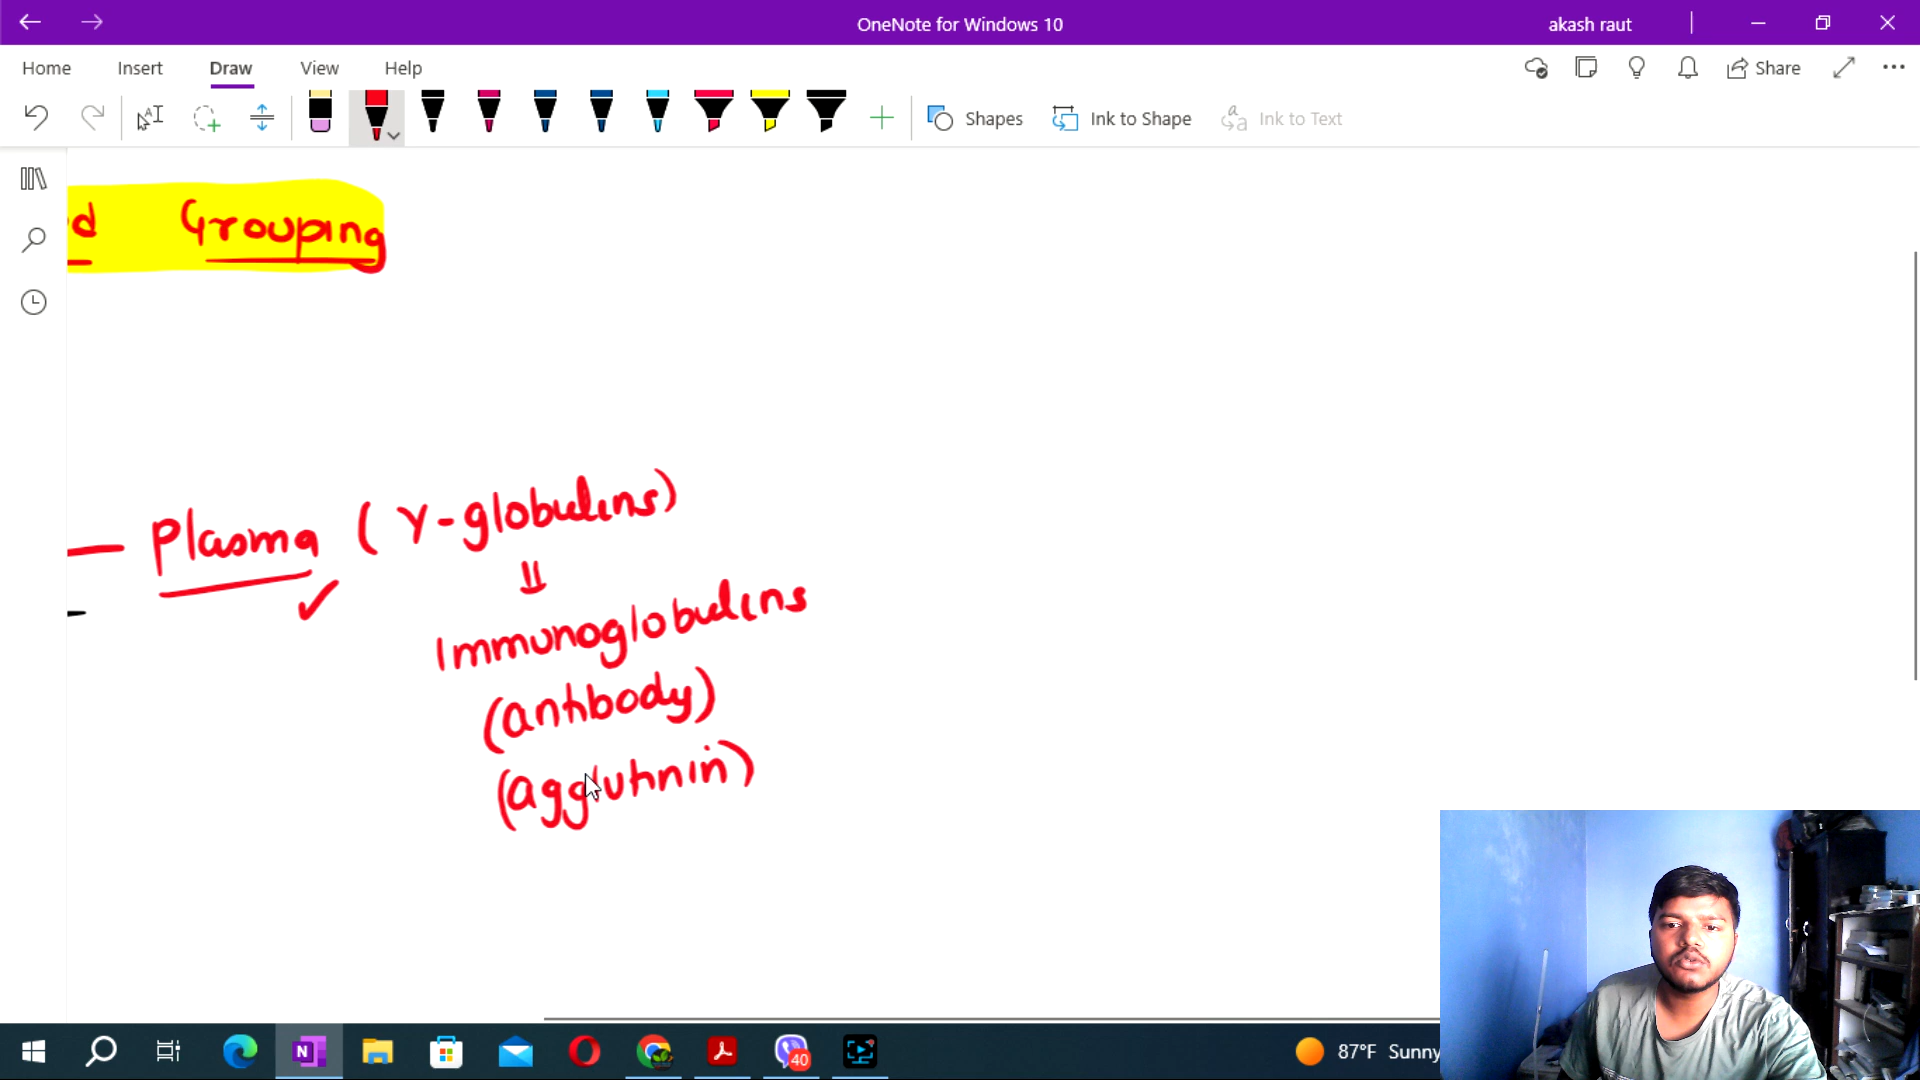 OneNote for Windows 10
akash raut
Home Insert Draw View Help
Share
Shapes
Ink to Shape
Ink to Text
d Grouping
Plasma (γ-globulins)
Immunoglobulins
(antibody)
(agglutinin)
40
87°F Sunny